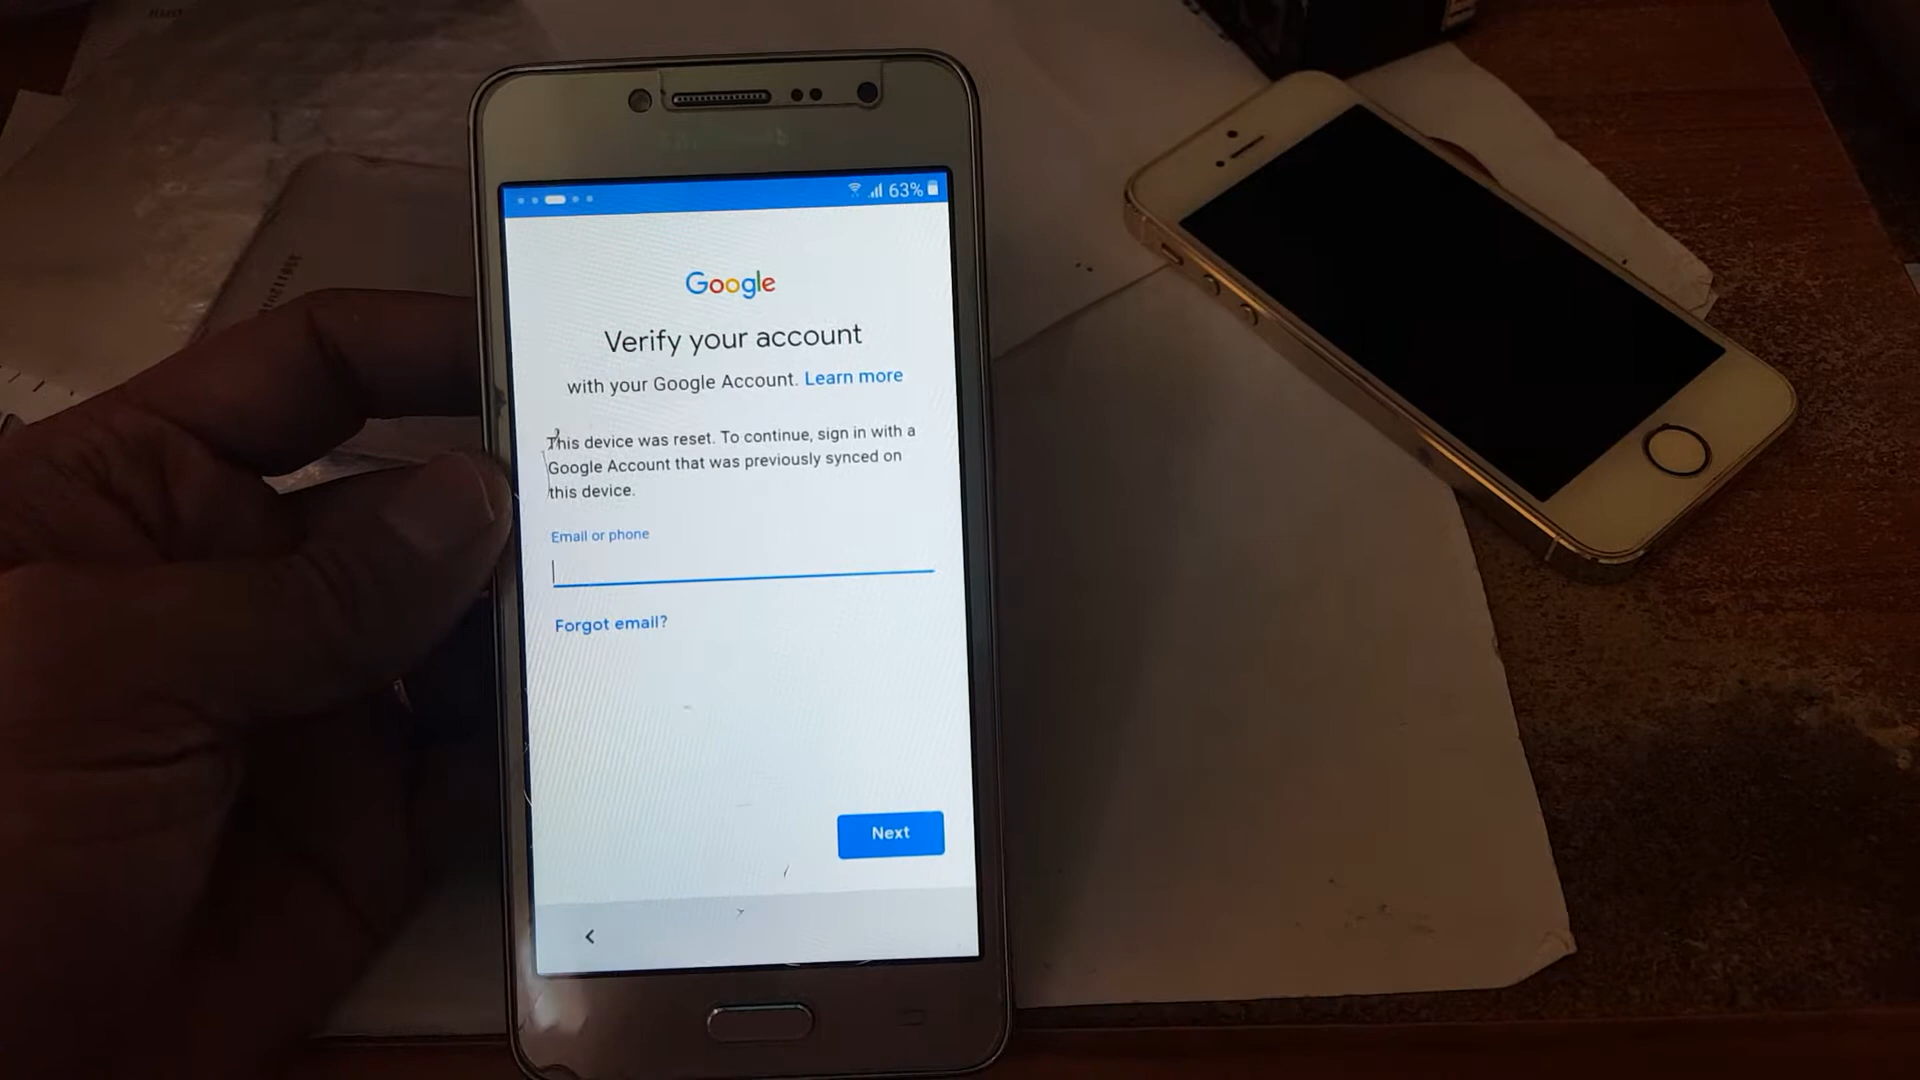 63%
Google
Verify your account
with your Google Account. Learn more
This device was reset. To continue, sign in with a
Google Account that was previously synced on
this device.
Email or phone
Forgot email?
Next